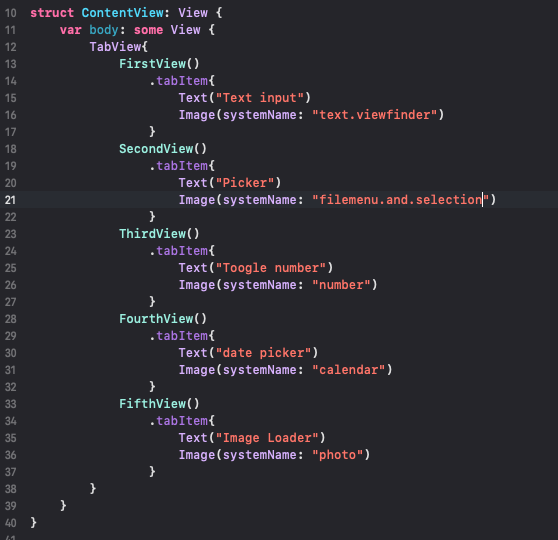 10 struct ContentView: View {
11     var body: some View {
12         TabView{
13             FirstView()
14                 .tabItem{
15                     Text("Text input")
16                     Image(systemName: "text.viewfinder")
17                 }
18             SecondView()
19                 .tabItem{
20                     Text("Picker")
21                     Image(systemName: "filemenu.and.selection")
22                 }
23             ThirdView()
24                 .tabItem{
25                     Text("Toogle number")
26                     Image(systemName: "number")
27                 }
28             FourthView()
29                 .tabItem{
30                     Text("date picker")
31                     Image(systemName: "calendar")
32                 }
33             FifthView()
34                 .tabItem{
35                     Text("Image Loader")
36                     Image(systemName: "photo")
37                 }
38         }
39     }
40 }
41